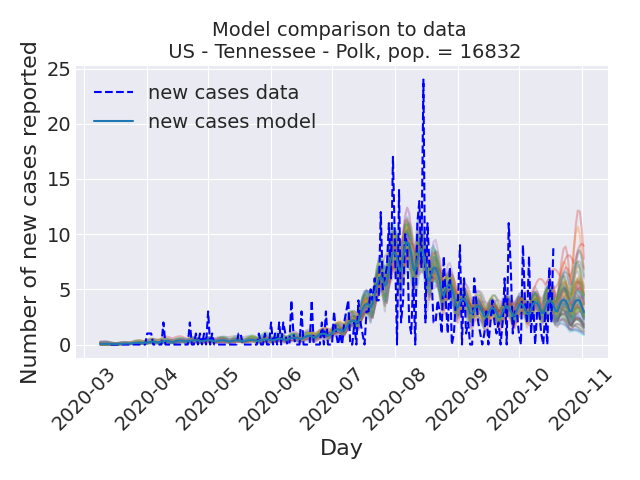 Model comparison to data
US - Tennessee - Polk, pop. = 16832
Number of new cases reported
25
20
15
10
5
0
new cases data
new cases model
2020-03
2020-04
2020-05
2020-06
2020-07
2020-08
2020-09
2020-10
2020-11
Day